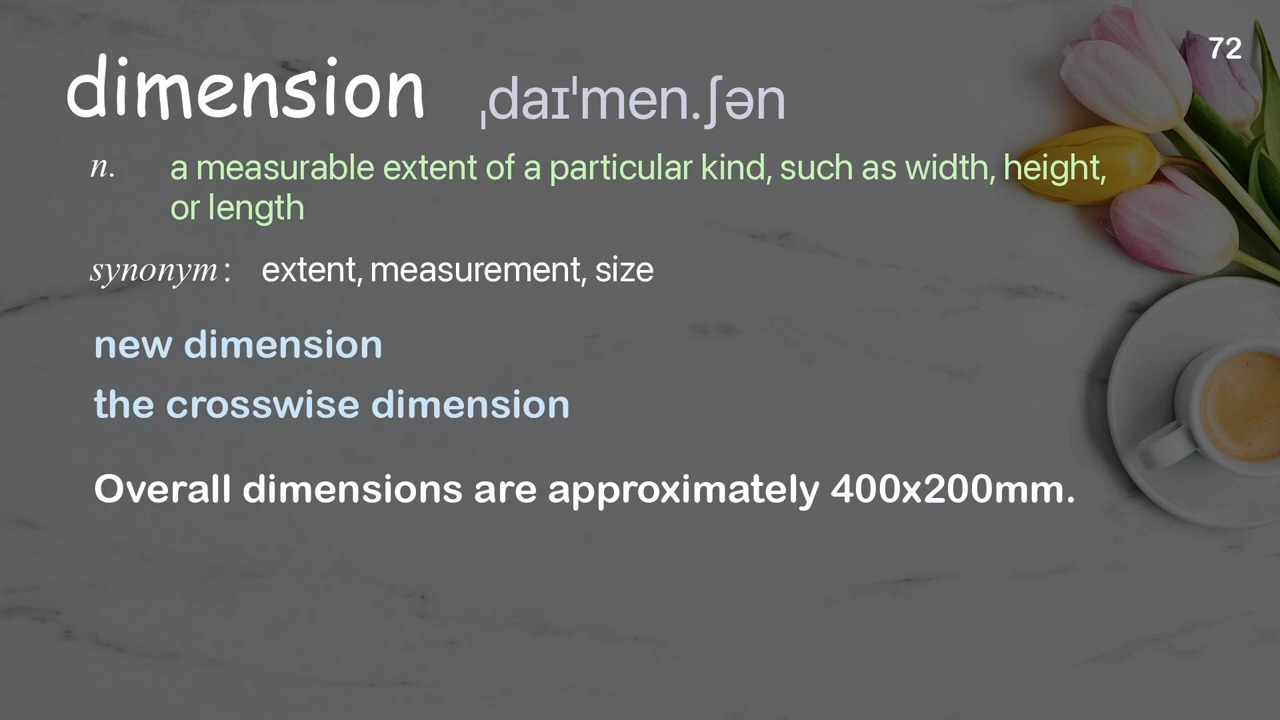 72
dimension ˌdaɪˈmen.ʃən
n. a measurable extent of a particular kind, such as width, height,
or length
synonym: extent, measurement, size
new dimension
the crosswise dimension
Overall dimensions are approximately 400x200mm.